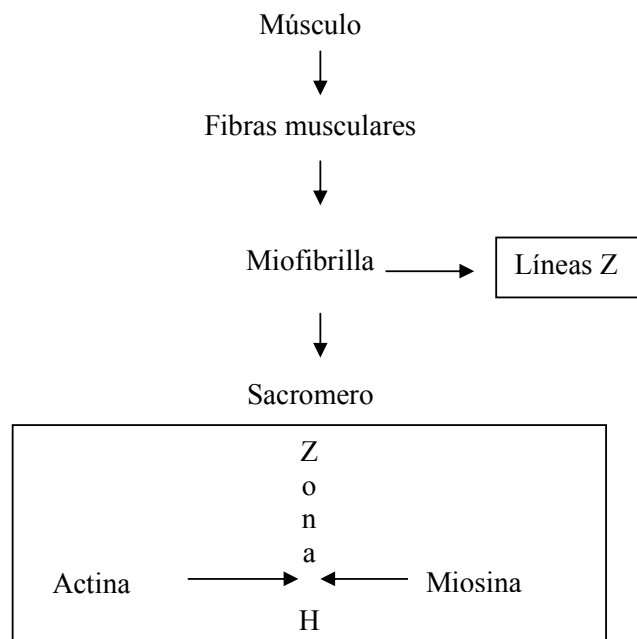 Músculo
Fibras musculares
Miofibrilla
Líneas Z
Sacromero
Z
o
n
a
Actina
Miosina
H